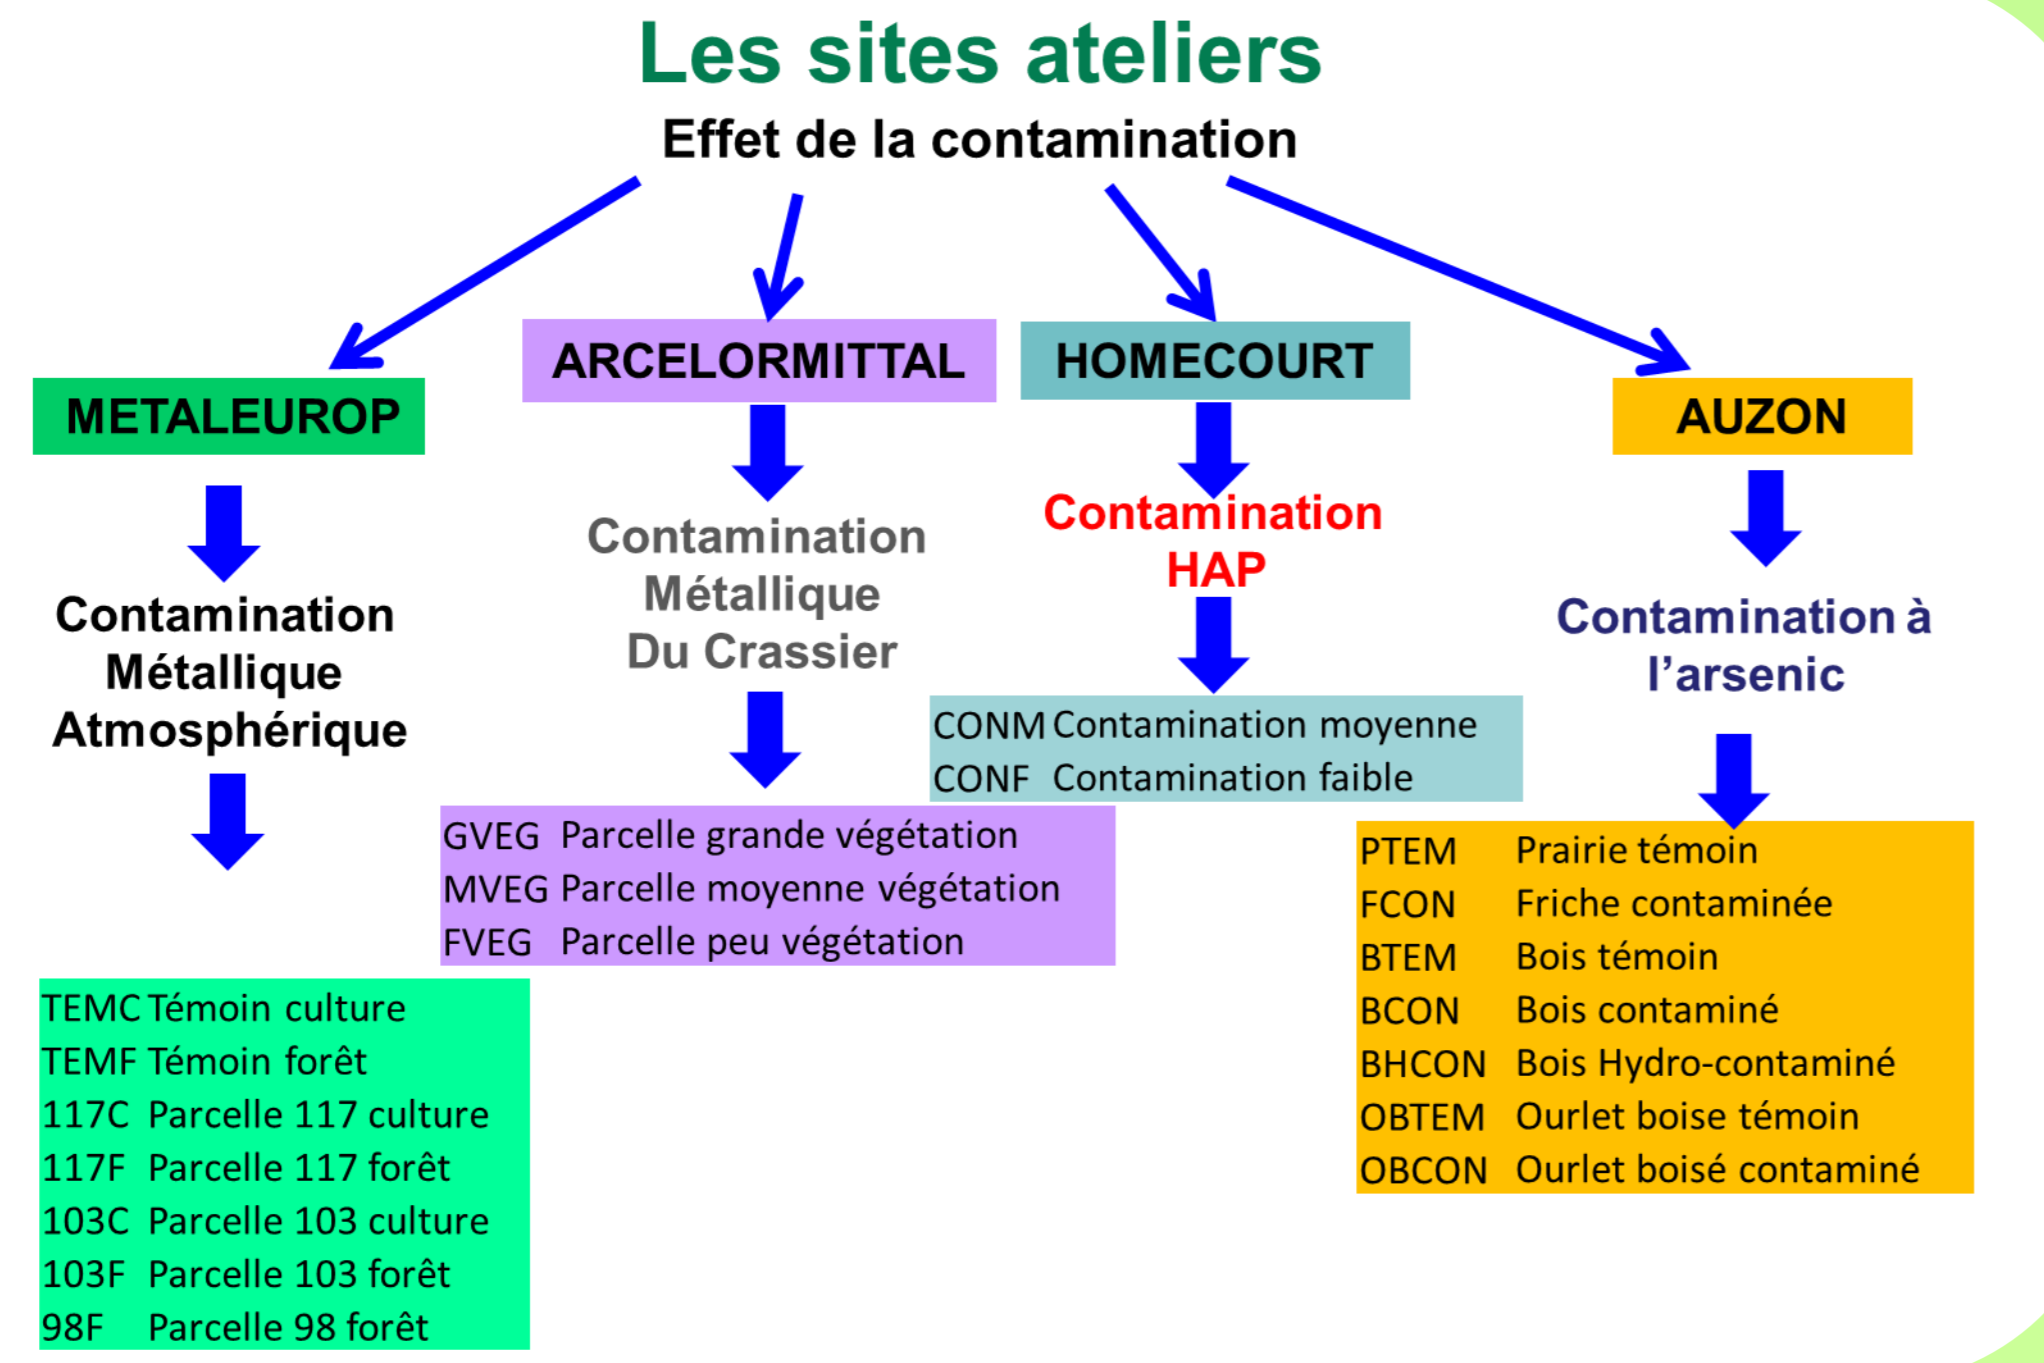 Les sites ateliers
Effet de la contamination
METALEUROP
Contamination
Métallique
Atmosphérique
TEMC Témoin culture
TEMF Témoin forêt
117C Parcelle 117 culture
117F Parcelle 117 forêt
103C Parcelle 103 culture
103F Parcelle 103 forêt
98F Parcelle 98 forêt
ARCELORMITTAL
Contamination
Métallique
Du Crassier
GVEG Parcelle grande végétation
MVEG Parcelle moyenne végétation
FVEG Parcelle peu végétation
HOMECOURT
Contamination
HAP
CONM Contamination moyenne
CONF Contamination faible
AUZON
Contamination à
l’arsenic
PTEM Prairie témoin
FCON Friche contaminée
BTEM Bois témoin
BCON Bois contaminé
BHCON Bois Hydro-contaminé
OBTEM Ourlet boise témoin
OBCON Ourlet boisé contaminé